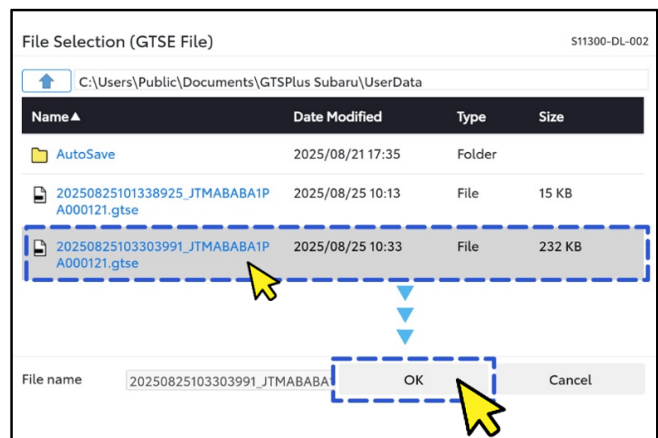 File Selection (GTSE File)
S11300-DL-002
C:\Users\Public\Documents\GTSPlus Subaru\UserData
Name▲ Date Modified Type Size
AutoSave 2025/08/21 17:35 Folder
20250825101338925_JTMABABA1P 2025/08/25 10:13 File 15 KB
A000121.gtse
20250825103303991_JTMABABA1P 2025/08/25 10:33 File 232 KB
A000121.gtse
File name 20250825103303991_JTMABABA OK Cancel